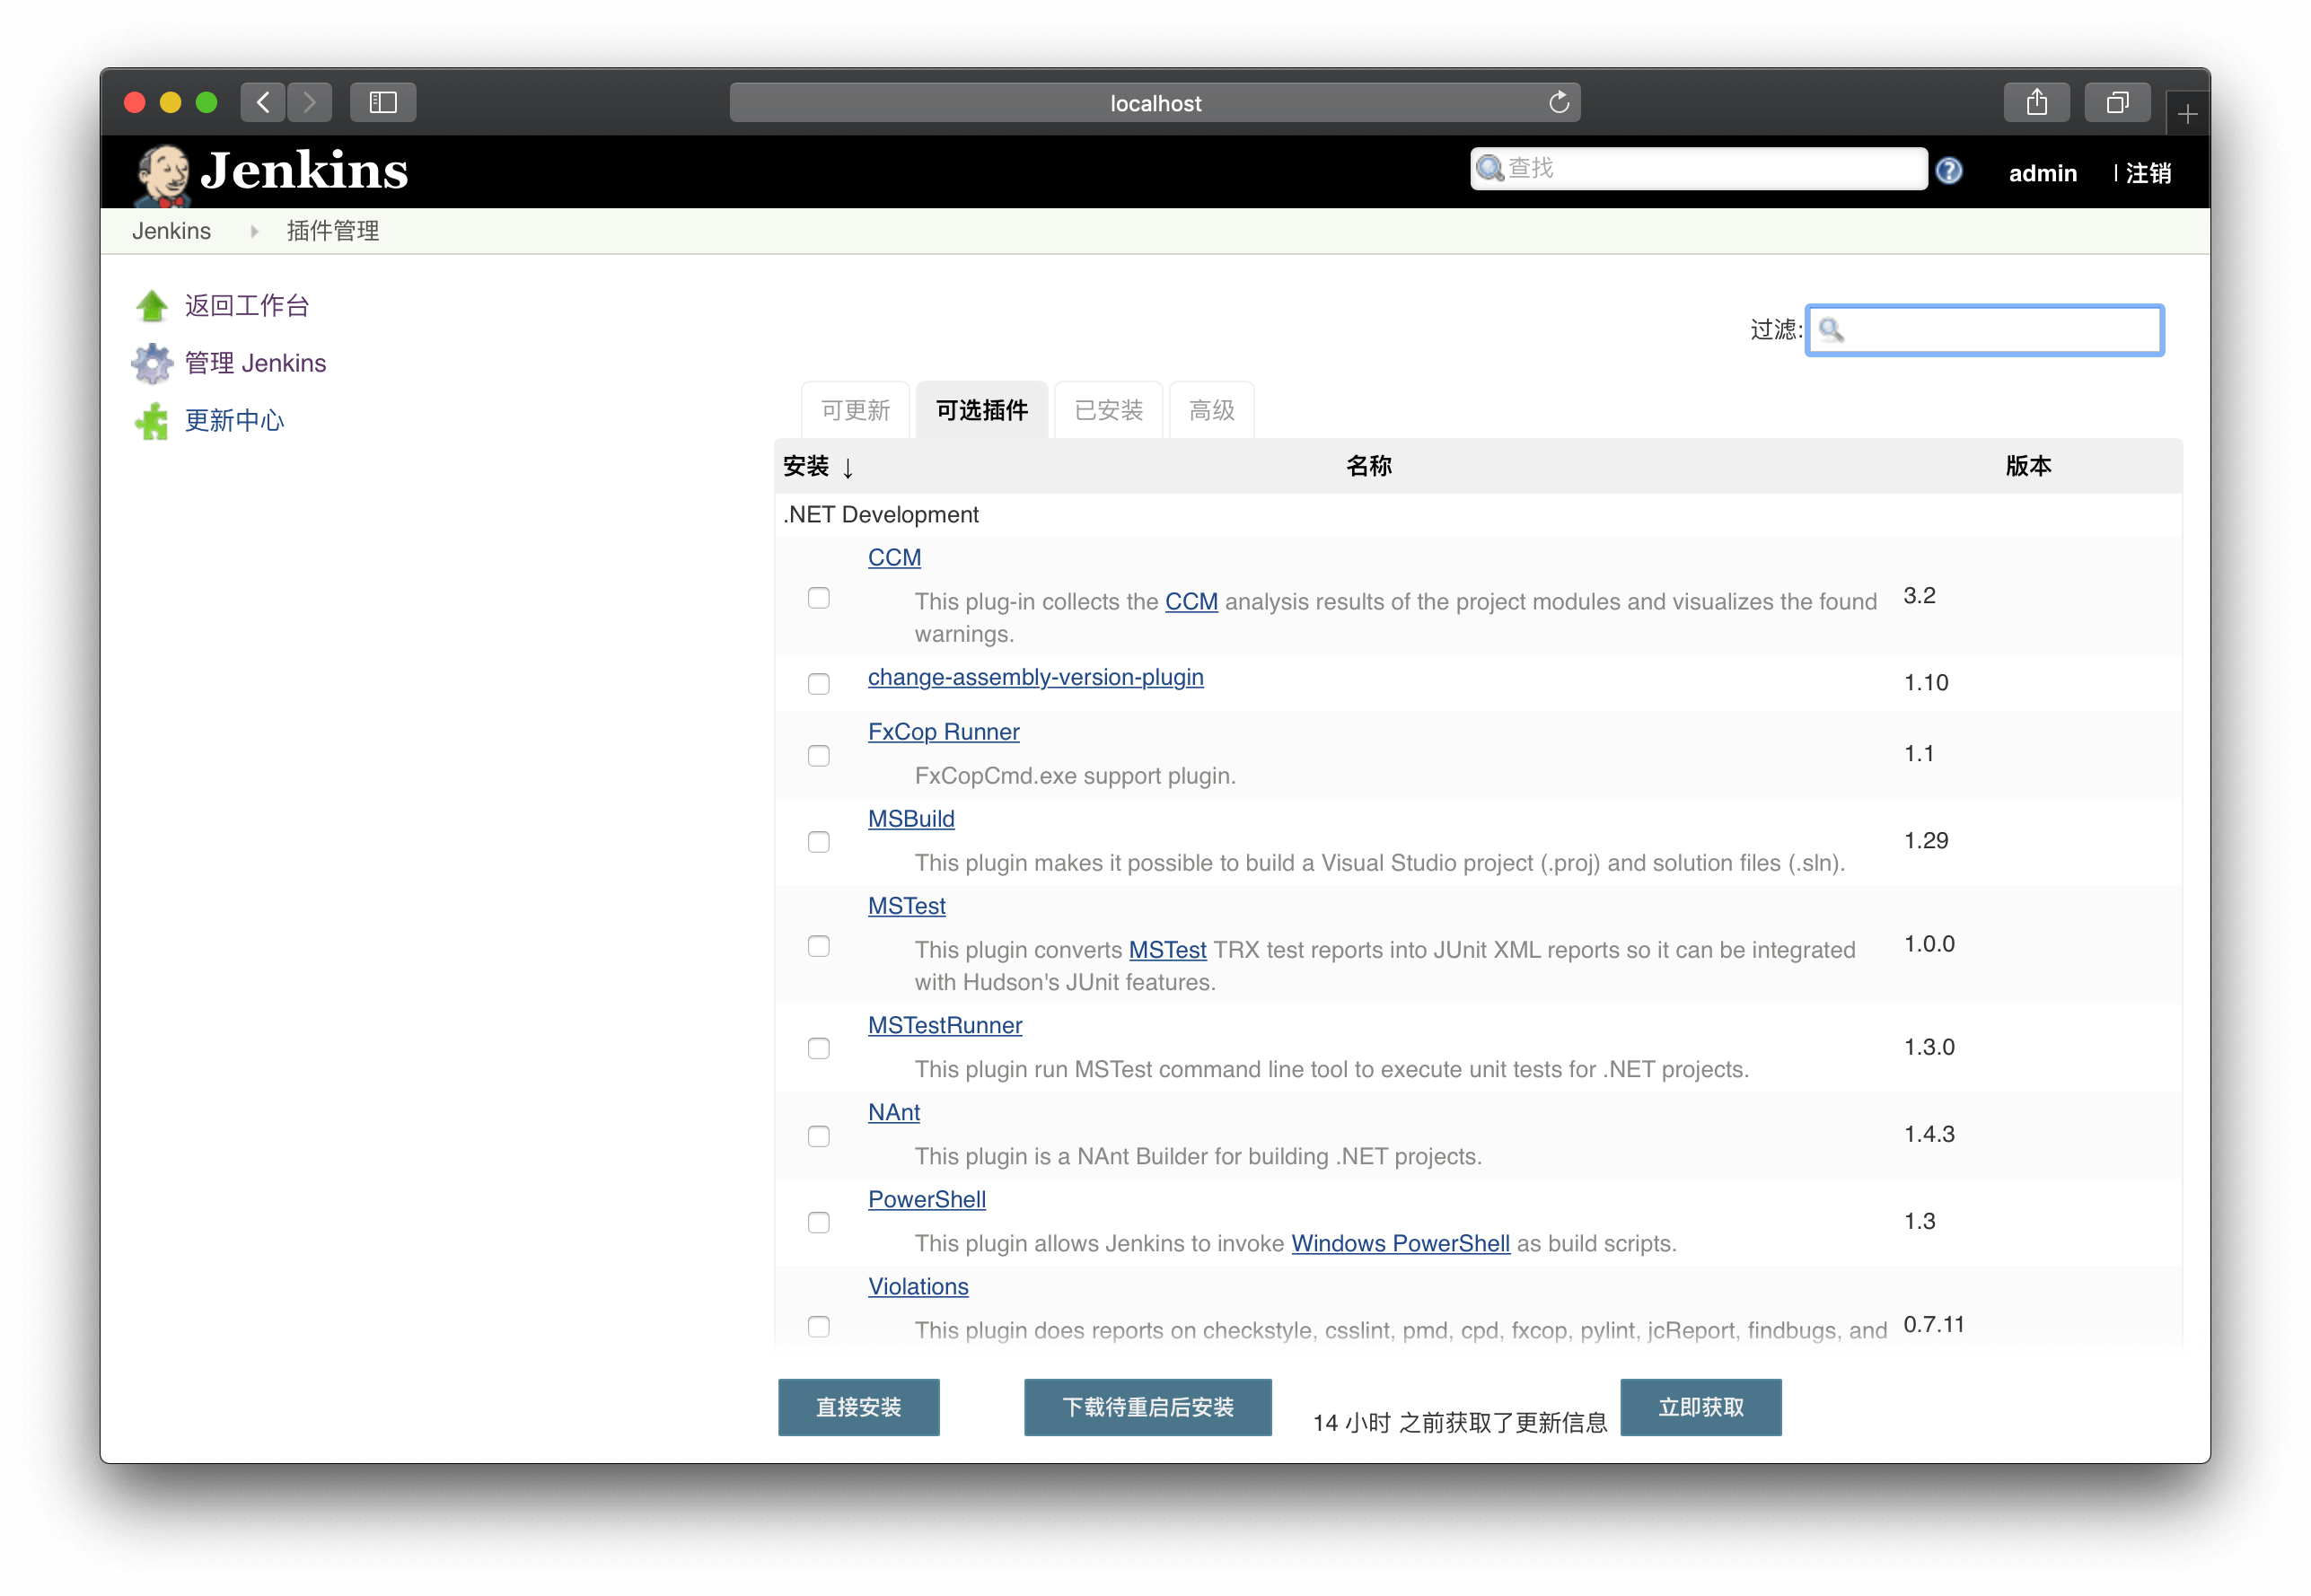 localhost
Jenkins
查找
admin
| 注销
Jenkins
插件管理
返回工作台
管理 Jenkins
更新中心
过滤:
可更新
可选插件
已安装
高级
安装 ↓
名称
版本
.NET Development
CCM
This plug-in collects the CCM analysis results of the project modules and visualizes the found
warnings.
3.2
change-assembly-version-plugin
1.10
FxCop Runner
FxCopCmd.exe support plugin.
1.1
MSBuild
This plugin makes it possible to build a Visual Studio project (.proj) and solution files (.sln).
1.29
MSTest
This plugin converts MSTest TRX test reports into JUnit XML reports so it can be integrated
with Hudson's JUnit features.
1.0.0
MSTestRunner
This plugin run MSTest command line tool to execute unit tests for .NET projects.
1.3.0
NAnt
This plugin is a NAnt Builder for building .NET projects.
1.4.3
PowerShell
This plugin allows Jenkins to invoke Windows PowerShell as build scripts.
1.3
Violations
This plugin does reports on checkstyle, csslint, pmd, cpd, fxcop, pylint, jcReport, findbugs, and
0.7.11
直接安装
下载待重启后安装
14 小时 之前获取了更新信息
立即获取